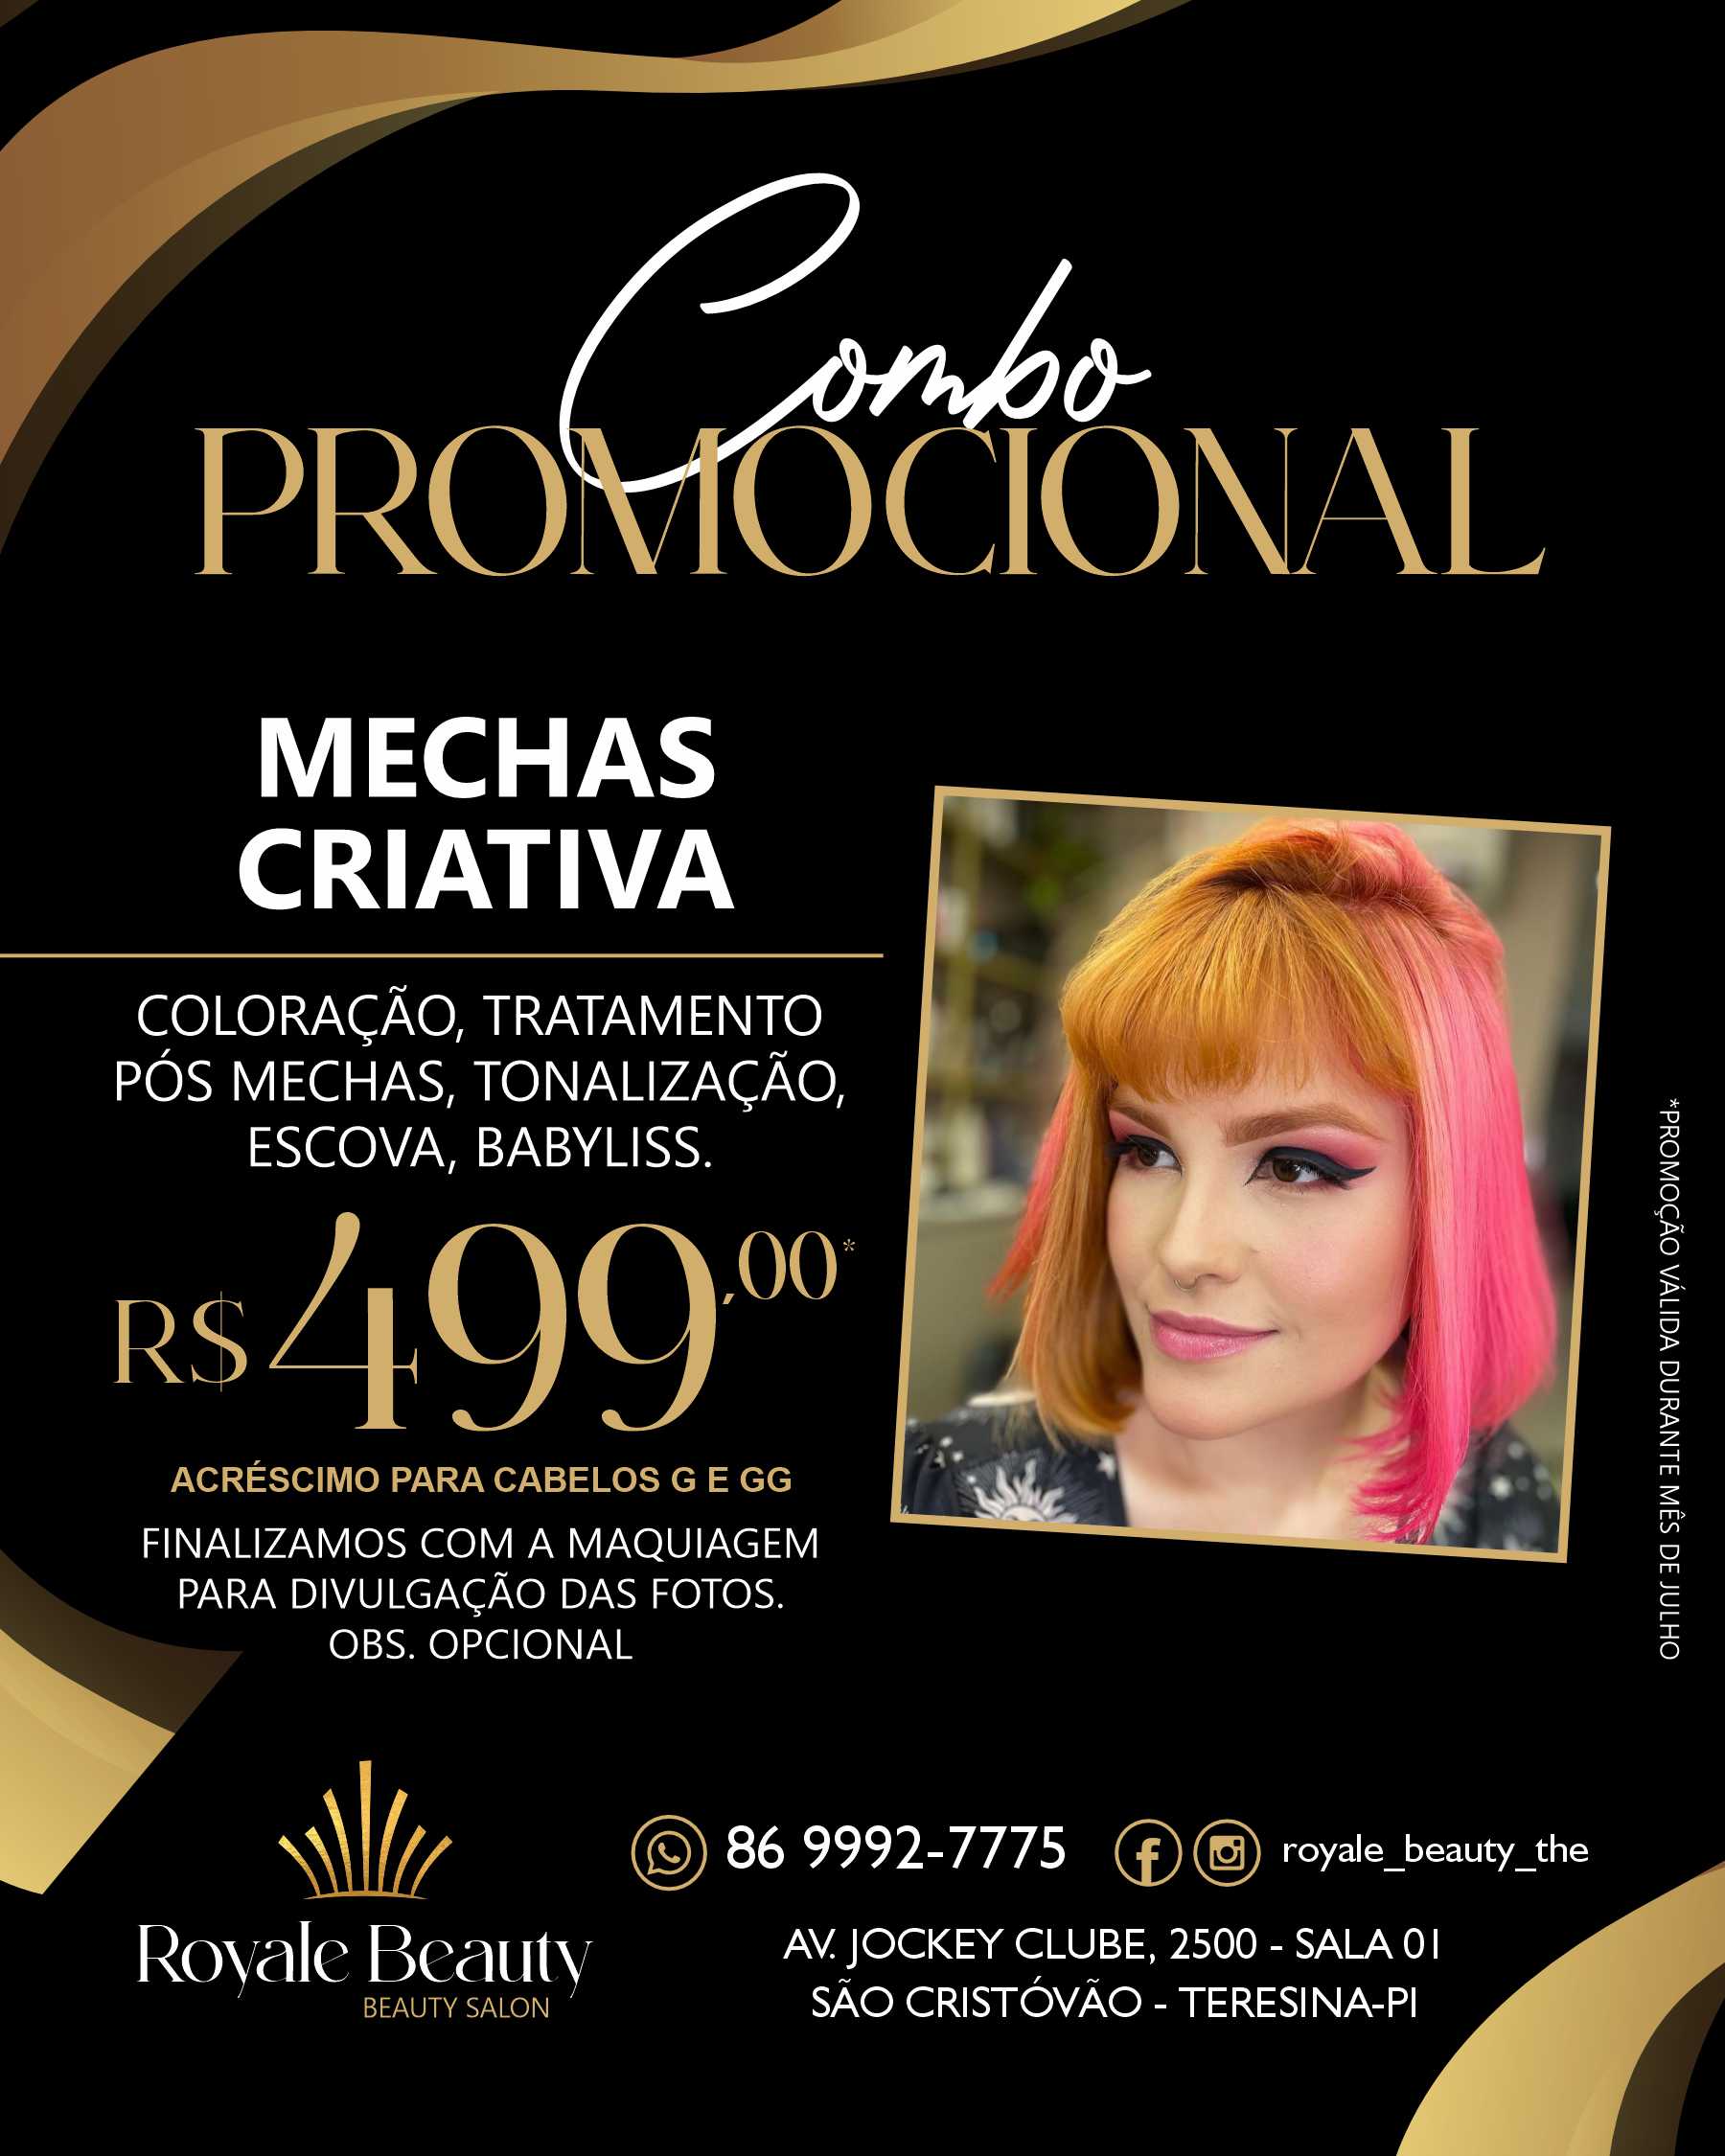 Combo
PROMOCIONAL
MECHAS
CRIATIVA
COLORAÇÃO, TRATAMENTO
PÓS MECHAS, TONALIZAÇÃO,
ESCOVA, BABYLISS.
R$ 499,00*
ACRÉSCIMO PARA CABELOS G E GG
FINALIZAMOS COM A MAQUIAGEM
PARA DIVULGAÇÃO DAS FOTOS.
OBS. OPCIONAL
*PROMOÇÃO VÁLIDA DURANTE MÊS DE JULHO
Royale Beauty
BEAUTY SALON
86 9992-7775
royale_beauty_the
AV. JOCKEY CLUBE, 2500 - SALA 01
SÃO CRISTÓVÃO - TERESINA-PI